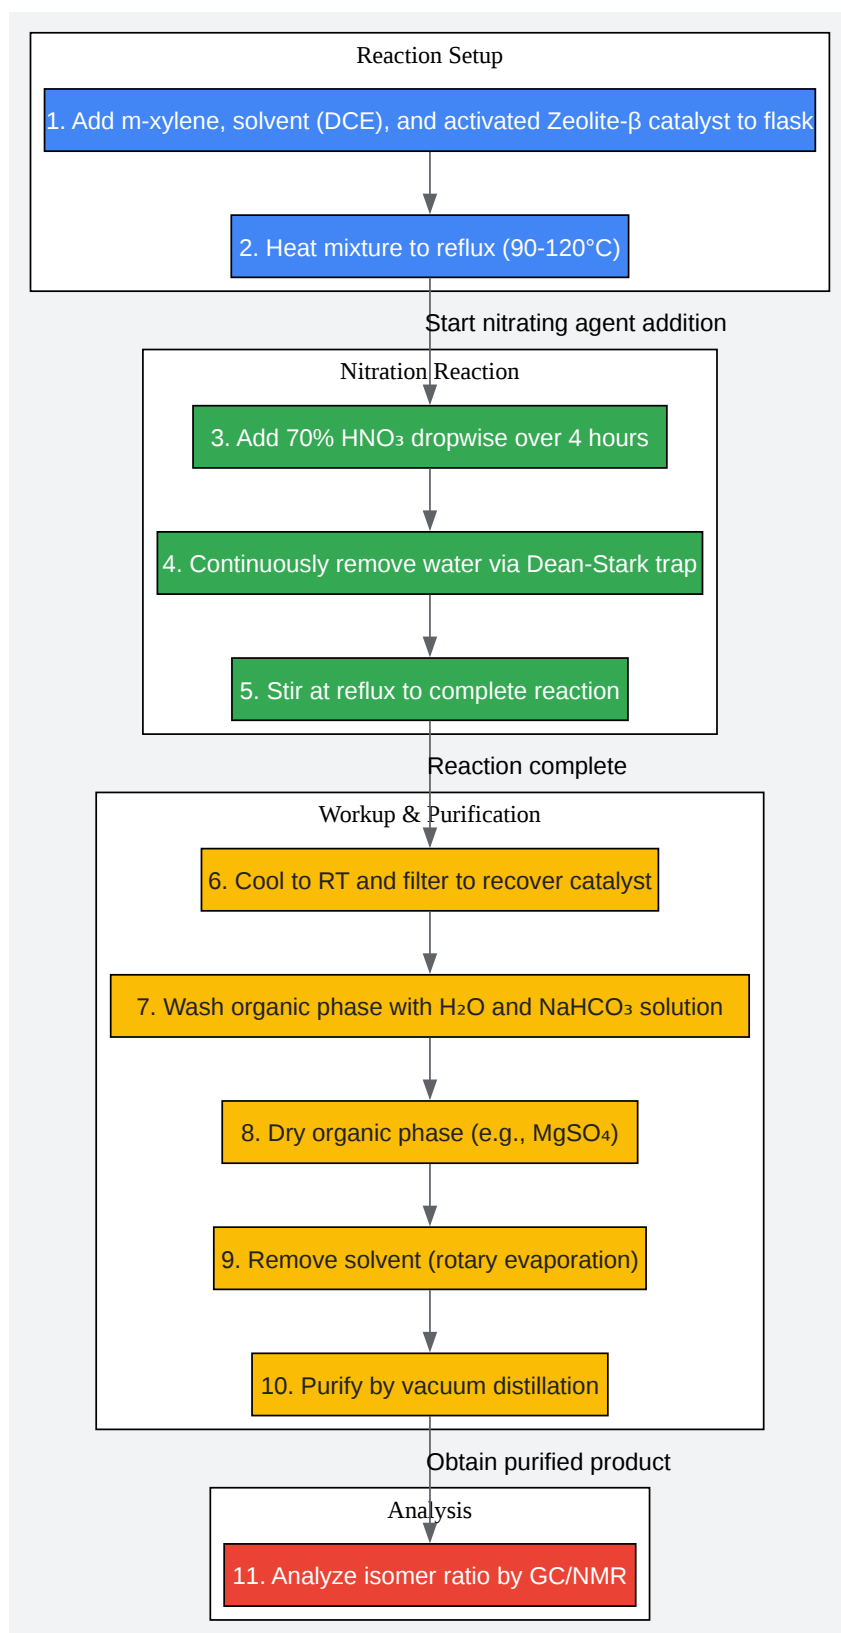 Reaction Setup
1. Add m-xylene, solvent (DCE), and activated Zeolite-β catalyst to flask
2. Heat mixture to reflux (90-120°C)
Start nitrating agent addition
Nitration Reaction
3. Add 70% HNO₃ dropwise over 4 hours
4. Continuously remove water via Dean-Stark trap
5. Stir at reflux to complete reaction
Reaction complete
Workup & Purification
6. Cool to RT and filter to recover catalyst
7. Wash organic phase with H₂O and NaHCO₃ solution
8. Dry organic phase (e.g., MgSO₄)
9. Remove solvent (rotary evaporation)
10. Purify by vacuum distillation
Obtain purified product
Analysis
11. Analyze isomer ratio by GC/NMR